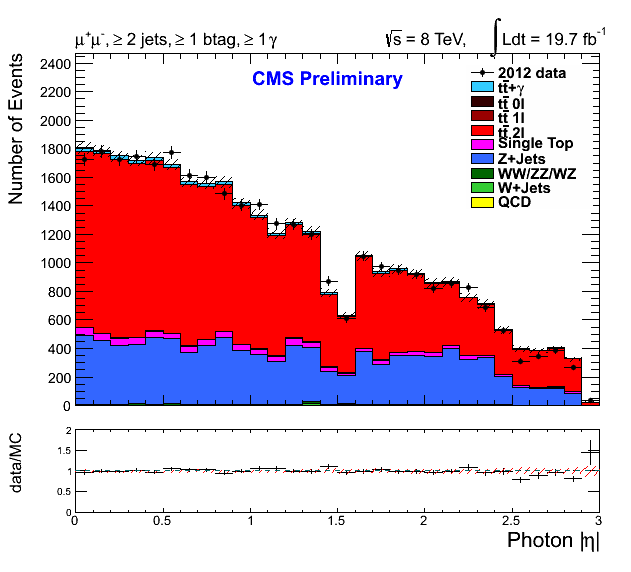 μ⁺μ⁻, ≥ 2 jets, ≥ 1 btag, ≥ 1 γ √s = 8 TeV, ∫ Ldt = 19.7 fb⁻¹
CMS Preliminary
2012 data
tt̄+γ
tt̄ 0l
tt̄ 1l
tt̄ 2l
Single Top
Z+Jets
WW/ZZ/WZ
W+Jets
QCD
Number of Events
2400
2200
2000
1800
1600
1400
1200
1000
800
600
400
200
0
data/MC
2
1.5
1
0.5
0
0 0.5 1 1.5 2 2.5 3
Photon |η|